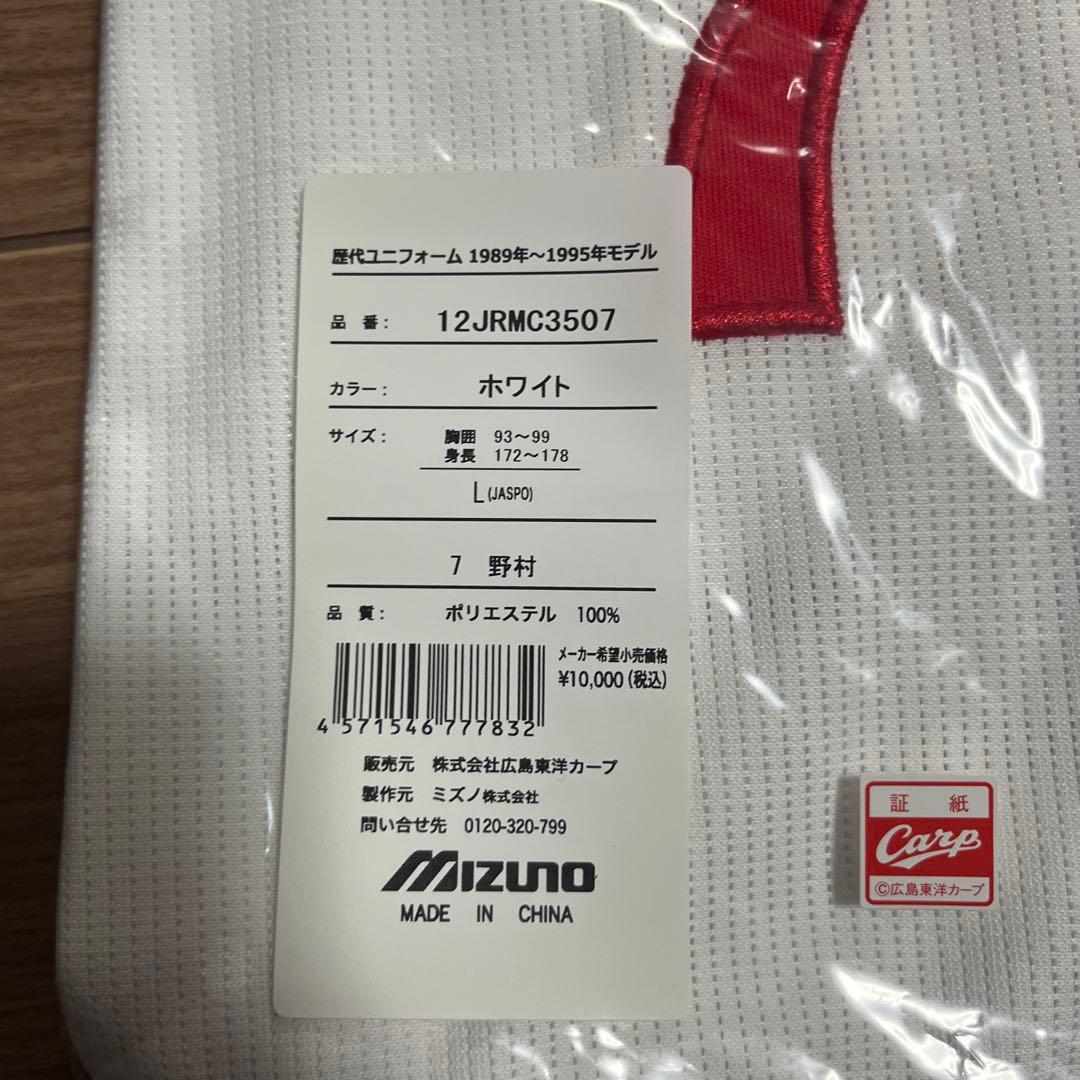 歴代ユニフォーム 1989年～1995年モデル
品 番： 12JRMC3507
カラー： ホワイト
サイズ： 胸囲 93～99
身長 172～178
L(JASPO)
7 野村
品 質： ポリエステル 100%
メーカー希望小売価格
¥10,000(税込)
4 571546 777832
販売元 株式会社広島東洋カープ
製作元 ミズノ株式会社
問い合せ先 0120-320-799
MIZUNO
MADE IN CHINA
証 紙
Carp
©広島東洋カープ